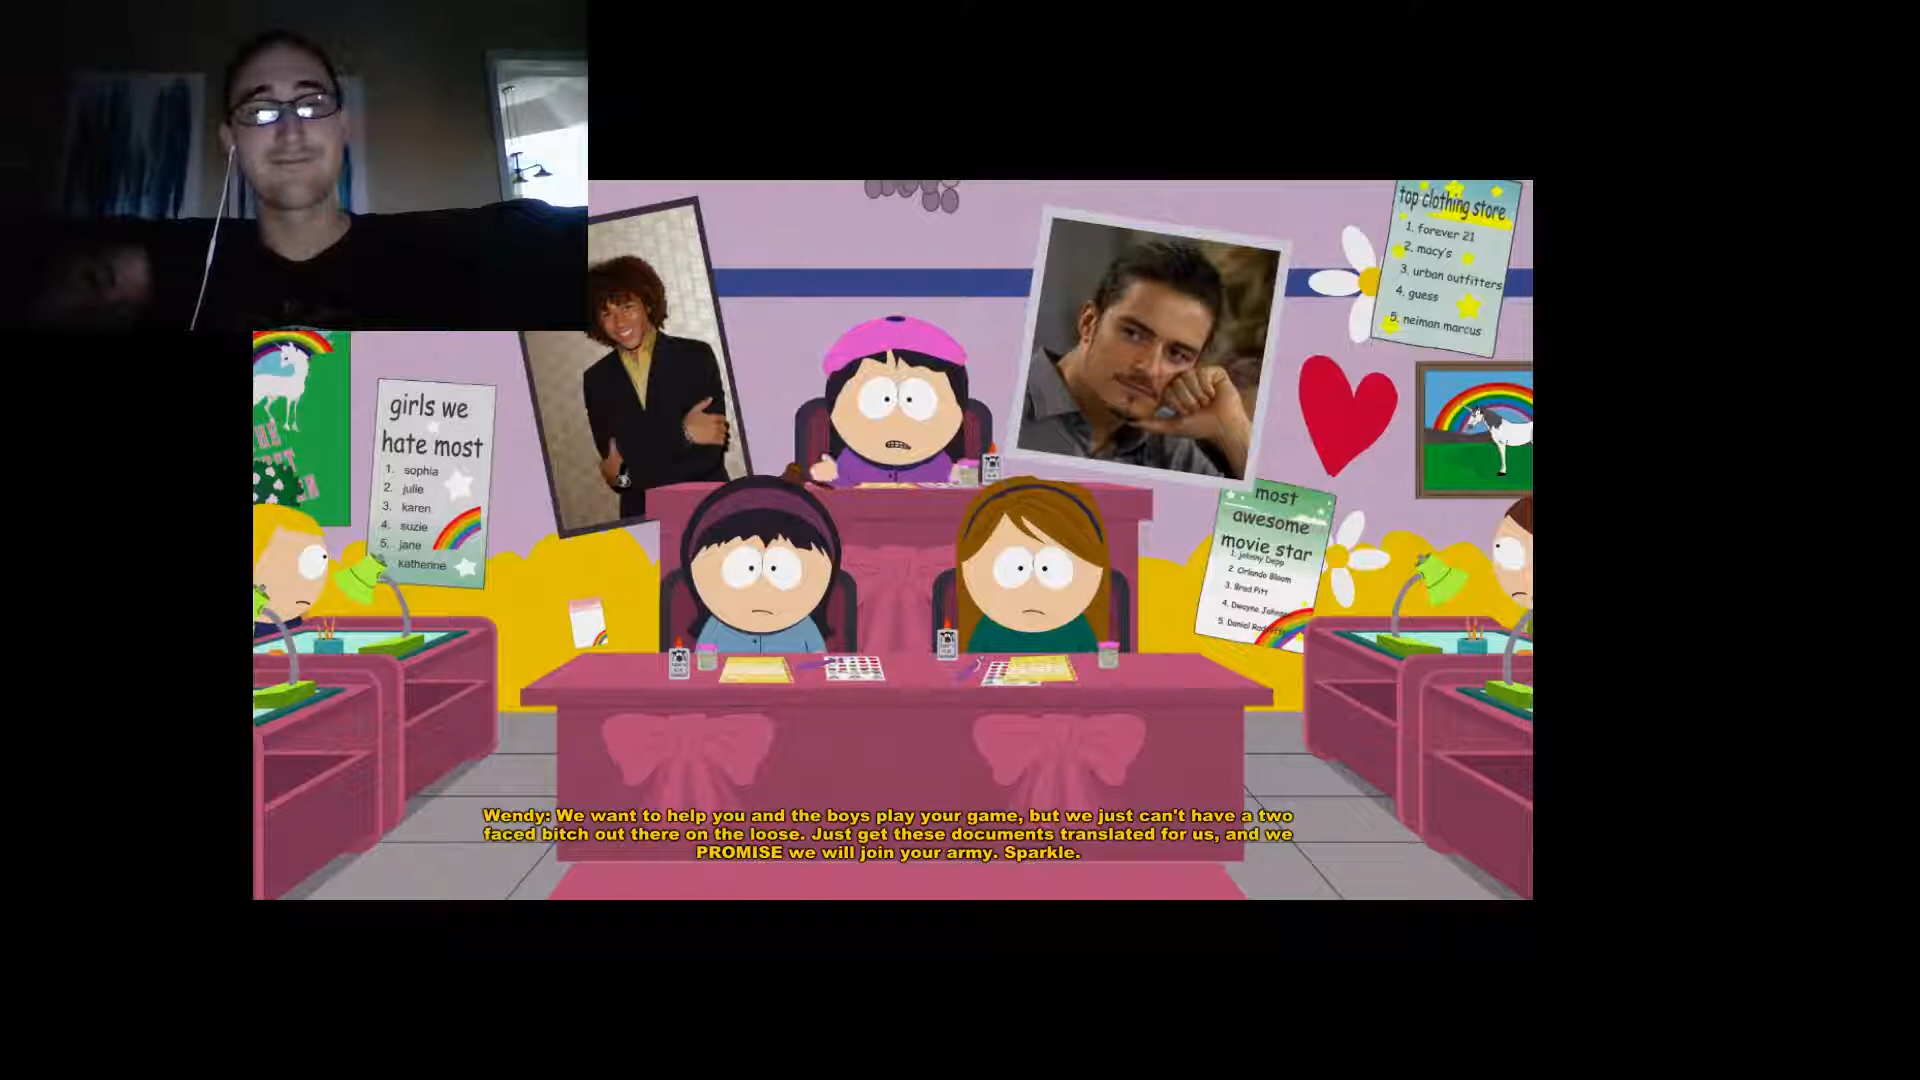 top clothing store
1. forever 21
2. macy's
3. urban outfitters
4. guess
5. neiman marcus
girls we
hate most
1. sophia
2. julie
3. karen
4. suzie
5. jane
katherine
most
awesome
movie star
1. Johnny Depp
2. Orlando Bloom
3. Brad Pitt
4. Dwayne
5. Daniel
Wendy: We want to help you and the boys play your game, but we just can't have a two
faced bitch out there on the loose. Just get these documents translated for us, and we
PROMISE we will join your army. Sparkle.